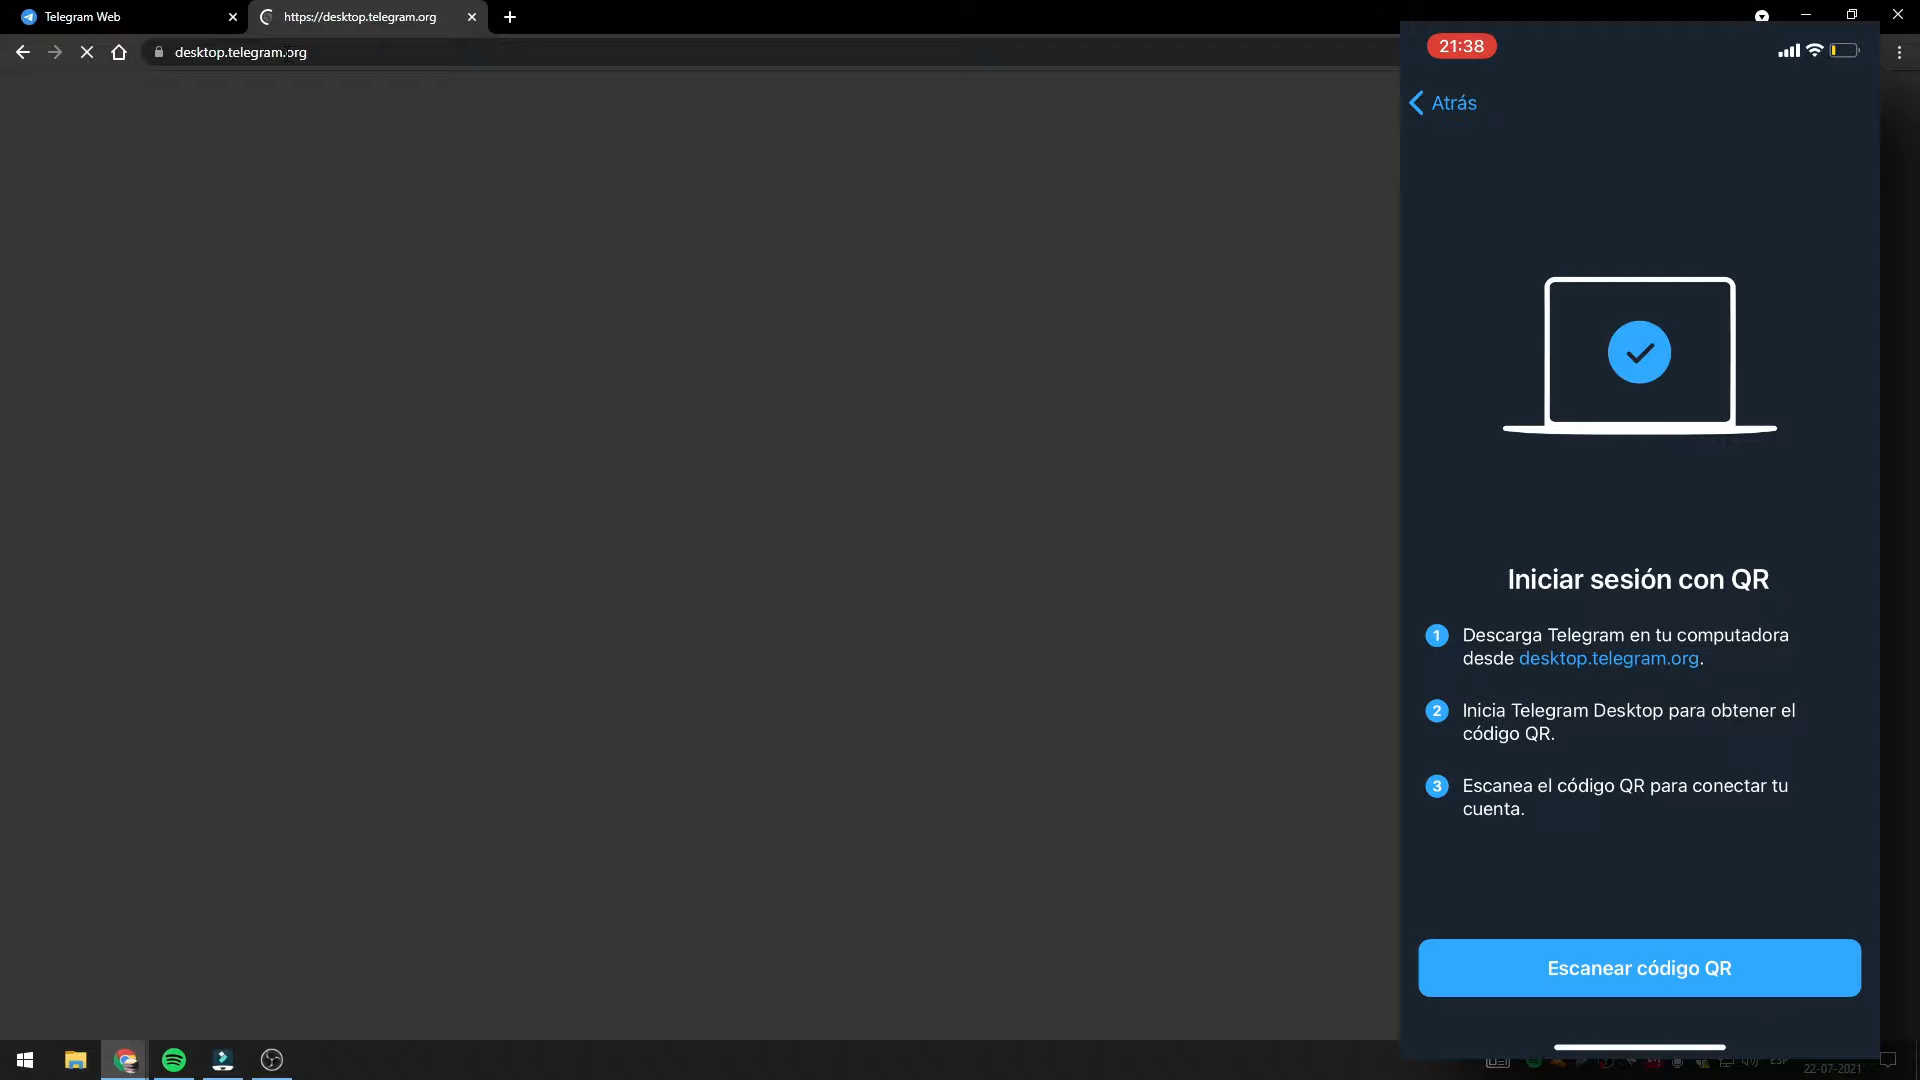 Telegram Web
https://desktop.telegram.org
desktop.telegram.org
21:38
Atrás
Iniciar sesión con QR
1 Descarga Telegram en tu computadora
desde desktop.telegram.org.
2 Inicia Telegram Desktop para obtener el
código QR.
3 Escanea el código QR para conectar tu
cuenta.
Escanear código QR
ESP
22-07-2021